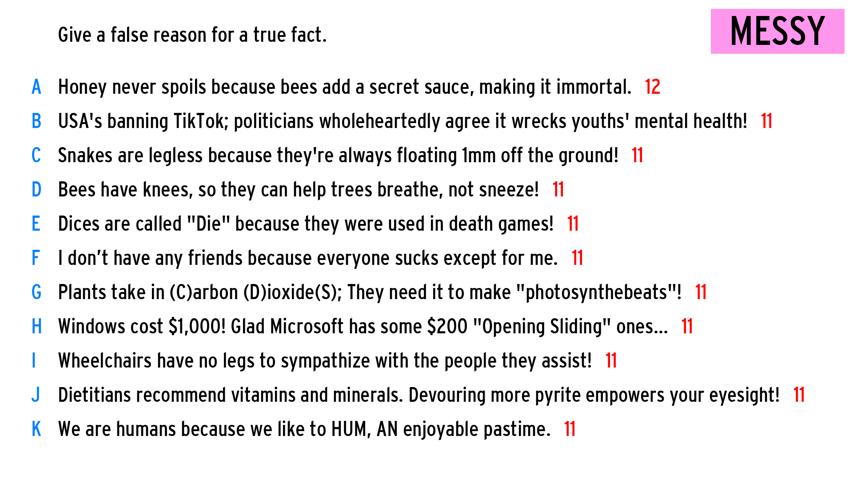 Give a false reason for a true fact.
MESSY
A Honey never spoils because bees add a secret sauce, making it immortal. 12
B USA's banning TikTok; politicians wholeheartedly agree it wrecks youths' mental health! 11
C Snakes are legless because they're always floating 1mm off the ground! 11
D Bees have knees, so they can help trees breathe, not sneeze! 11
E Dices are called "Die" because they were used in death games! 11
F I don’t have any friends because everyone sucks except for me. 11
G Plants take in (C)arbon (D)ioxide(S); They need it to make "photosynthebeats"! 11
H Windows cost $1,000! Glad Microsoft has some $200 "Opening Sliding" ones... 11
I Wheelchairs have no legs to sympathize with the people they assist! 11
J Dietitians recommend vitamins and minerals. Devouring more pyrite empowers your eyesight! 11
K We are humans because we like to HUM, AN enjoyable pastime. 11